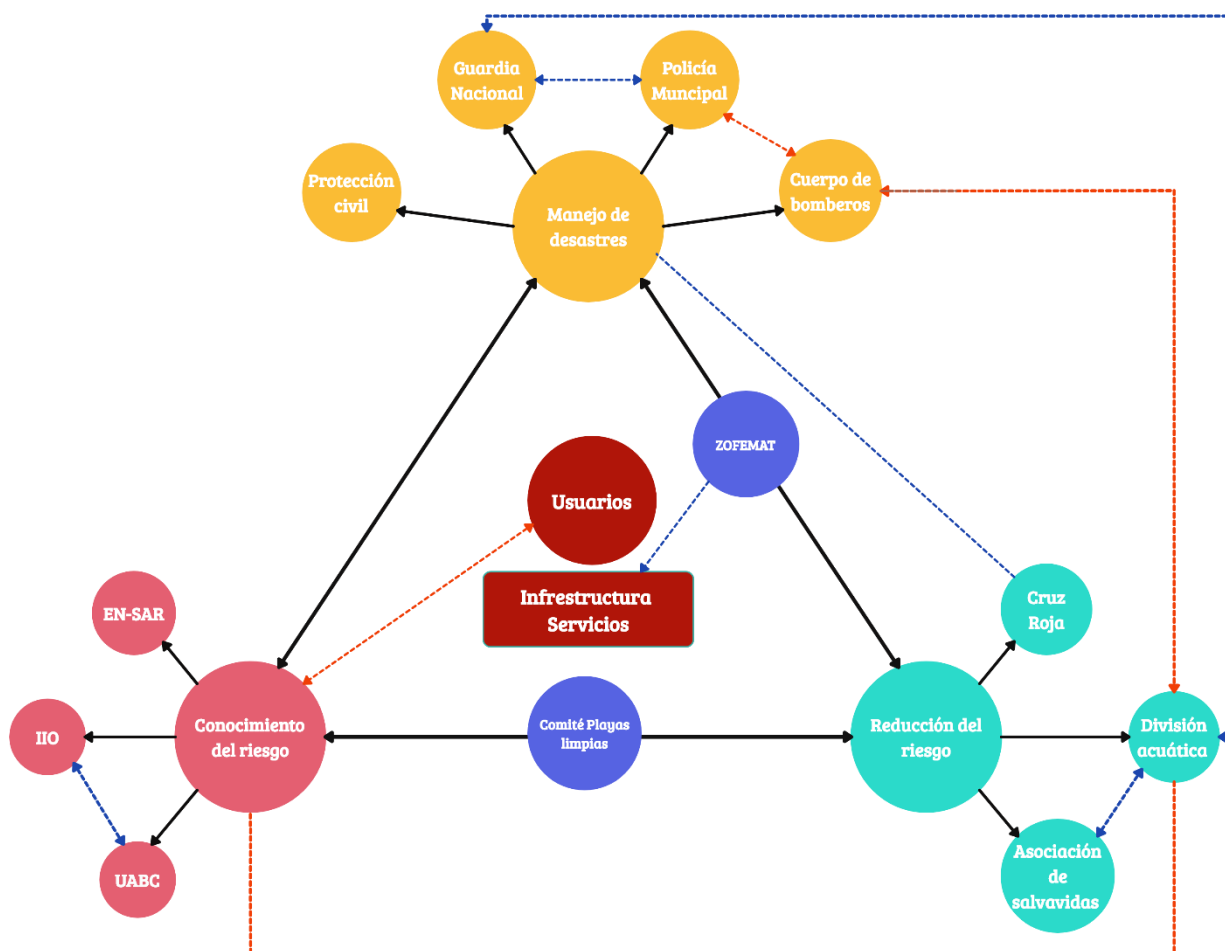 Guardia
Nacional
Policía
Muncipal
Protección
civil
Cuerpo de
bomberos
Manejo de
desastres
ZOFEMAT
Usuarios
Infrestructura
Servicios
EN-SAR
Cruz
Roja
Conocimiento
del riesgo
IIO
Comité Playas
limpias
Reducción del
riesgo
División
acuática
UABC
Asociación
de
salvavidas